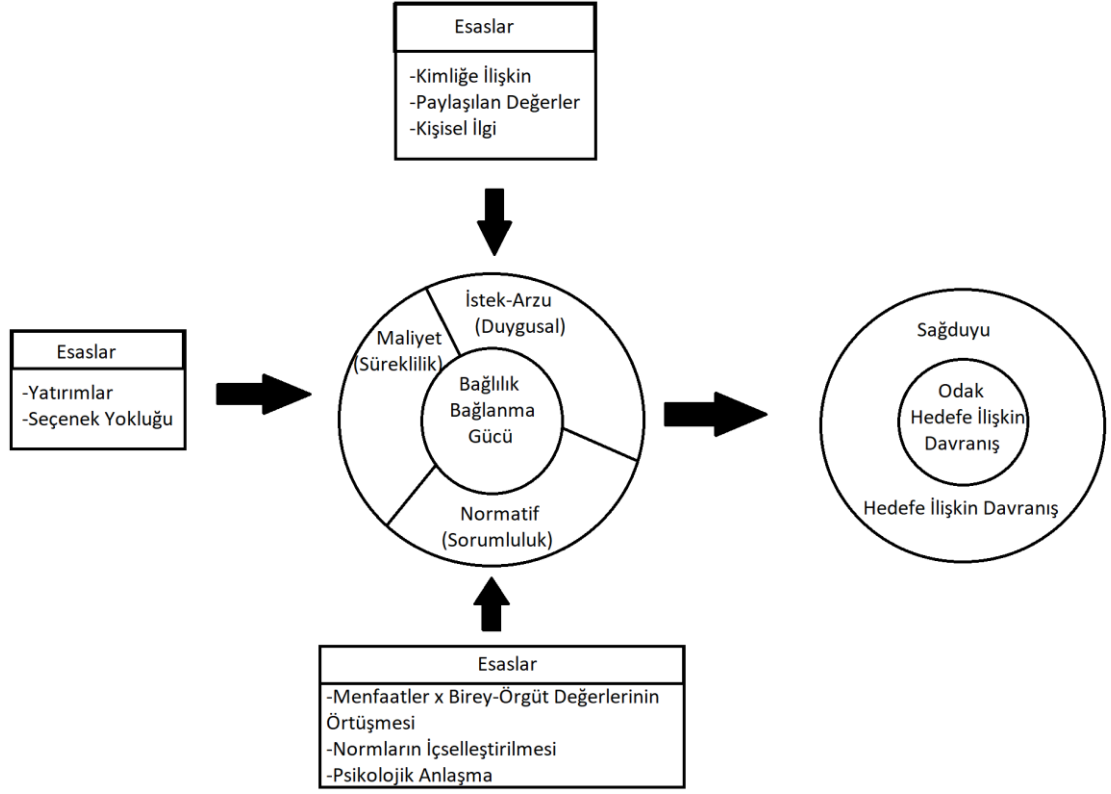 Esaslar
-Kimliğe İlişkin
-Paylaşılan Değerler
-Kişisel İlgi
Esaslar
-Yatırımlar
-Seçenek Yokluğu
İstek-Arzu
(Duygusal)
Maliyet
(Süreklilik)
Bağlılık
Bağlanma
Gücü
Normatif
(Sorumluluk)
Sağduyu
Odak
Hedefe İlişkin
Davranış
Hedefe İlişkin Davranış
Esaslar
-Menfaatler x Birey-Örgüt Değerlerinin
Örtüşmesi
-Normların İçselleştirilmesi
-Psikolojik Anlaşma